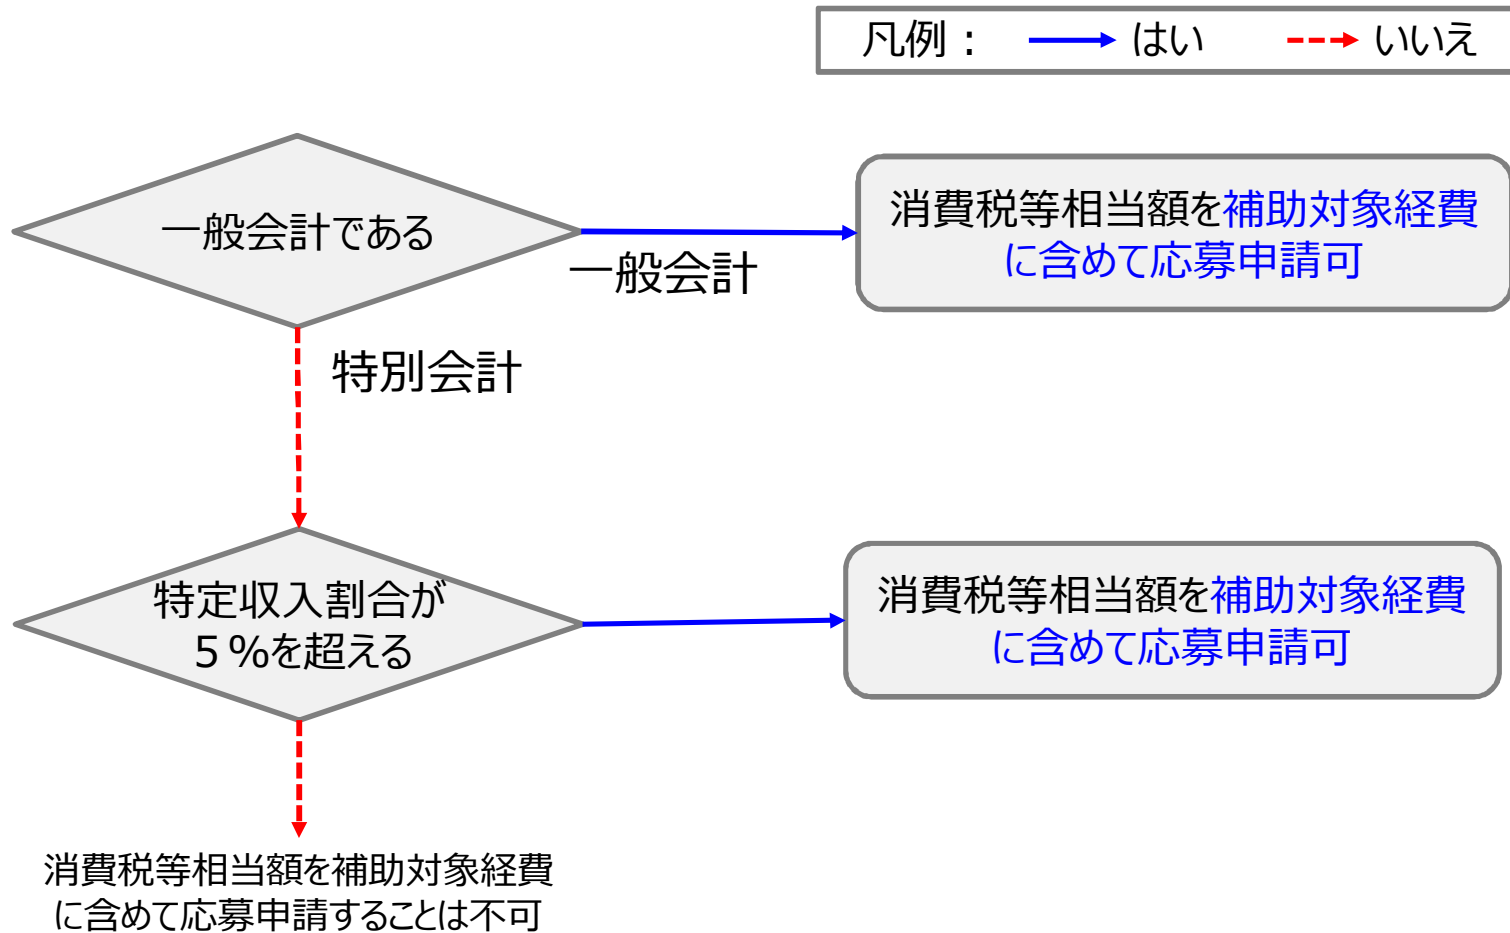 凡例： はい いいえ
一般会計である
一般会計
消費税等相当額を補助対象経費
に含めて応募申請可
特別会計
特定収入割合が
５％を超える
消費税等相当額を補助対象経費
に含めて応募申請可
消費税等相当額を補助対象経費
に含めて応募申請することは不可